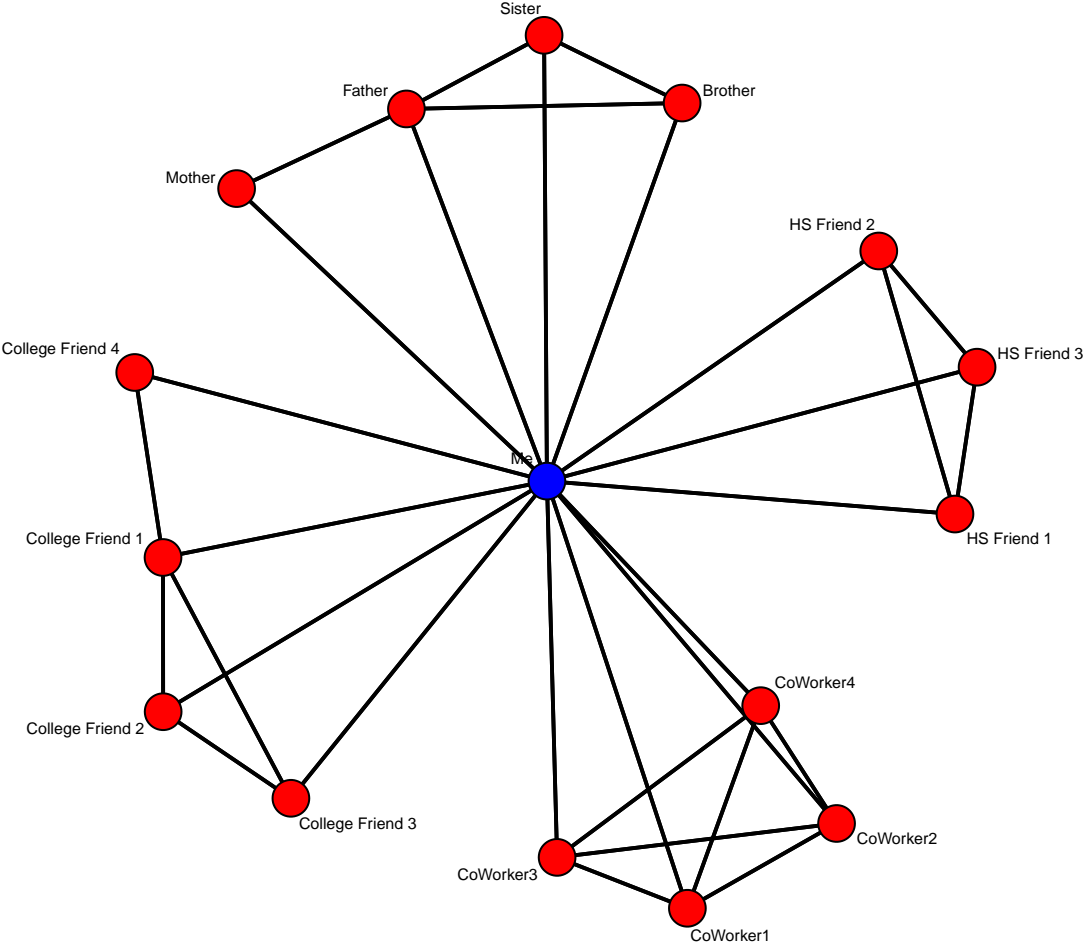 Sister
Father
Brother
Mother
HS Friend 2
College Friend 4
HS Friend 3
Me
College Friend 1
HS Friend 1
CoWorker4
College Friend 2
College Friend 3
CoWorker2
CoWorker3
CoWorker1